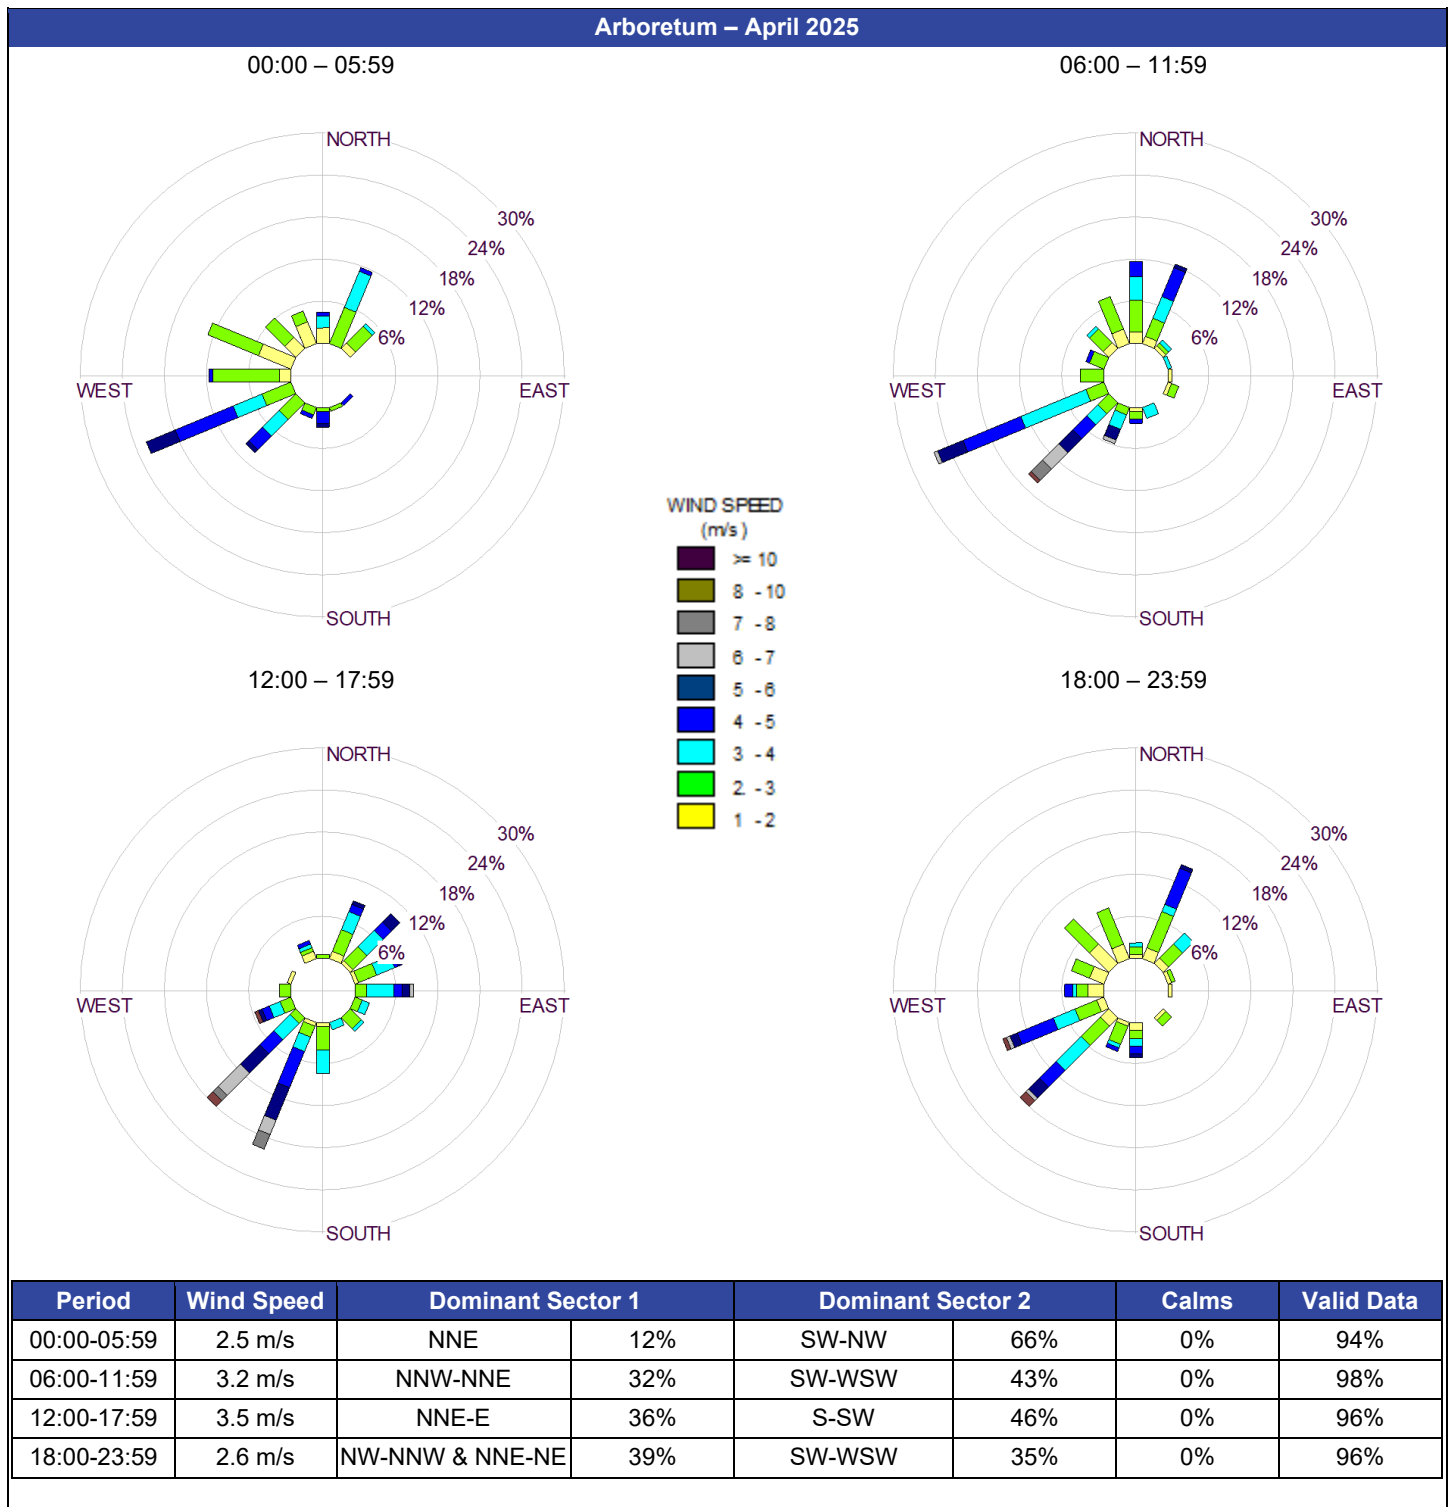 Arboretum – April 2025
00:00 – 05:59
06:00 – 11:59
NORTH
30%
24%
18%
12%
6%
WEST
EAST
SOUTH
NORTH
30%
24%
18%
12%
6%
WEST
EAST
SOUTH
WIND SPEED
(m/s)
>= 10
8 - 10
7 - 8
6 - 7
5 - 6
4 - 5
3 - 4
2 - 3
1 - 2
12:00 – 17:59
18:00 – 23:59
NORTH
30%
24%
18%
12%
6%
WEST
EAST
SOUTH
NORTH
30%
24%
18%
12%
6%
WEST
EAST
SOUTH
Period Wind Speed Dominant Sector 1 Dominant Sector 2 Calms Valid Data
00:00-05:59 2.5 m/s NNE 12% SW-NW 66% 0% 94%
06:00-11:59 3.2 m/s NNW-NNE 32% SW-WSW 43% 0% 98%
12:00-17:59 3.5 m/s NNE-E 36% S-SW 46% 0% 96%
18:00-23:59 2.6 m/s NW-NNW & NNE-NE 39% SW-WSW 35% 0% 96%